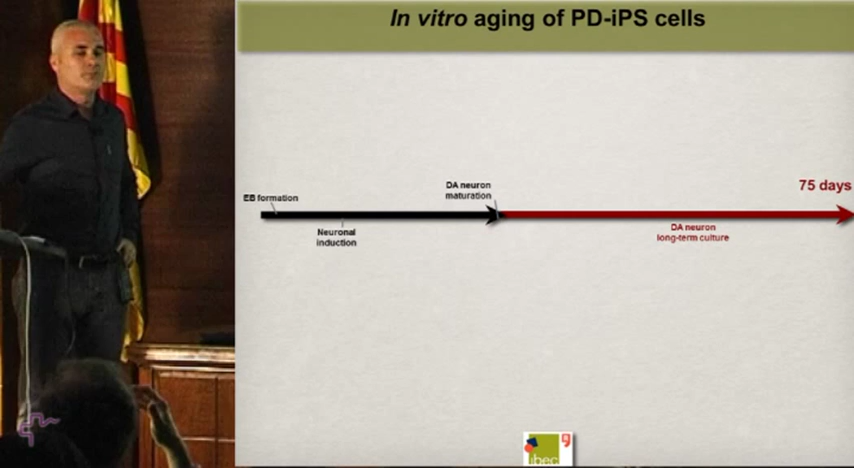 In vitro aging of PD-iPS cells
75 days
DA neuron
maturation
EB formation
Neuronal
induction
DA neuron
long-term culture
ibec